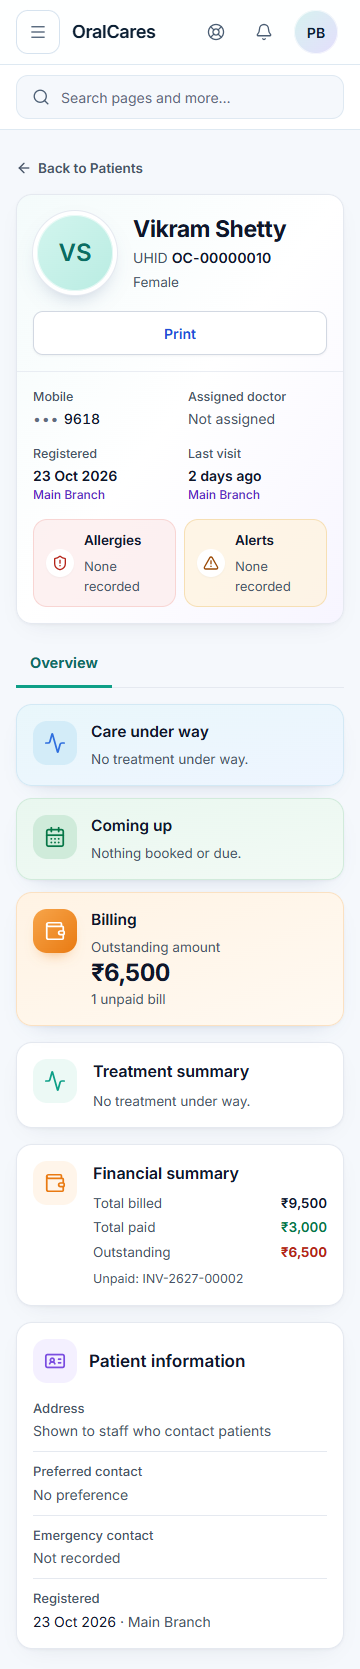 OralCares
PB
Search pages and more...
Back to Patients
VS
Vikram Shetty
UHID OC-00000010
Female
Print
Mobile
Assigned doctor
••• 9618
Not assigned
Registered
Last visit
23 Oct 2026
2 days ago
Main Branch
Main Branch
Allergies
None
recorded
Alerts
None
recorded
Overview
Care under way
No treatment under way.
Coming up
Nothing booked or due.
Billing
Outstanding amount
₹6,500
1 unpaid bill
Treatment summary
No treatment under way.
Financial summary
Total billed ₹9,500
Total paid ₹3,000
Outstanding ₹6,500
Unpaid: INV-2627-00002
Patient information
Address
Shown to staff who contact patients
Preferred contact
No preference
Emergency contact
Not recorded
Registered
23 Oct 2026 · Main Branch